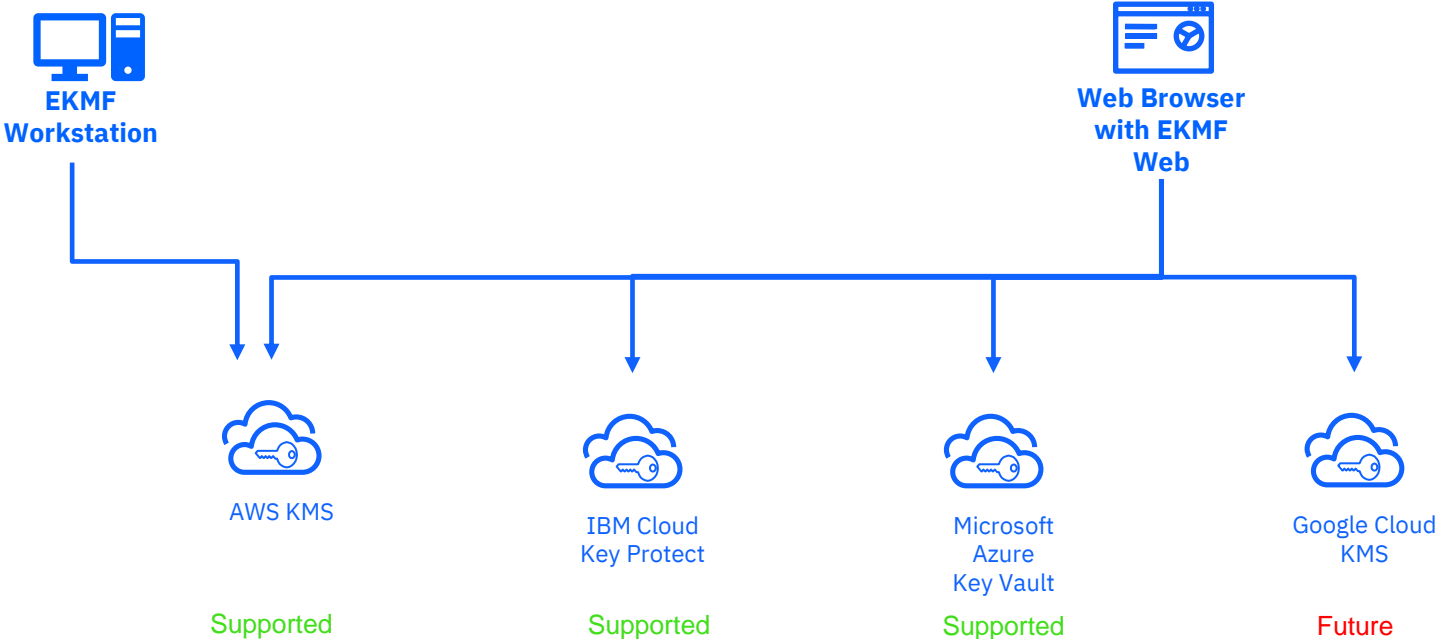 EKMF
Workstation
Web Browser
with EKMF
Web
AWS KMS
IBM Cloud
Key Protect
Microsoft
Azure
Key Vault
Google Cloud
KMS
Supported
Supported
Supported
Future